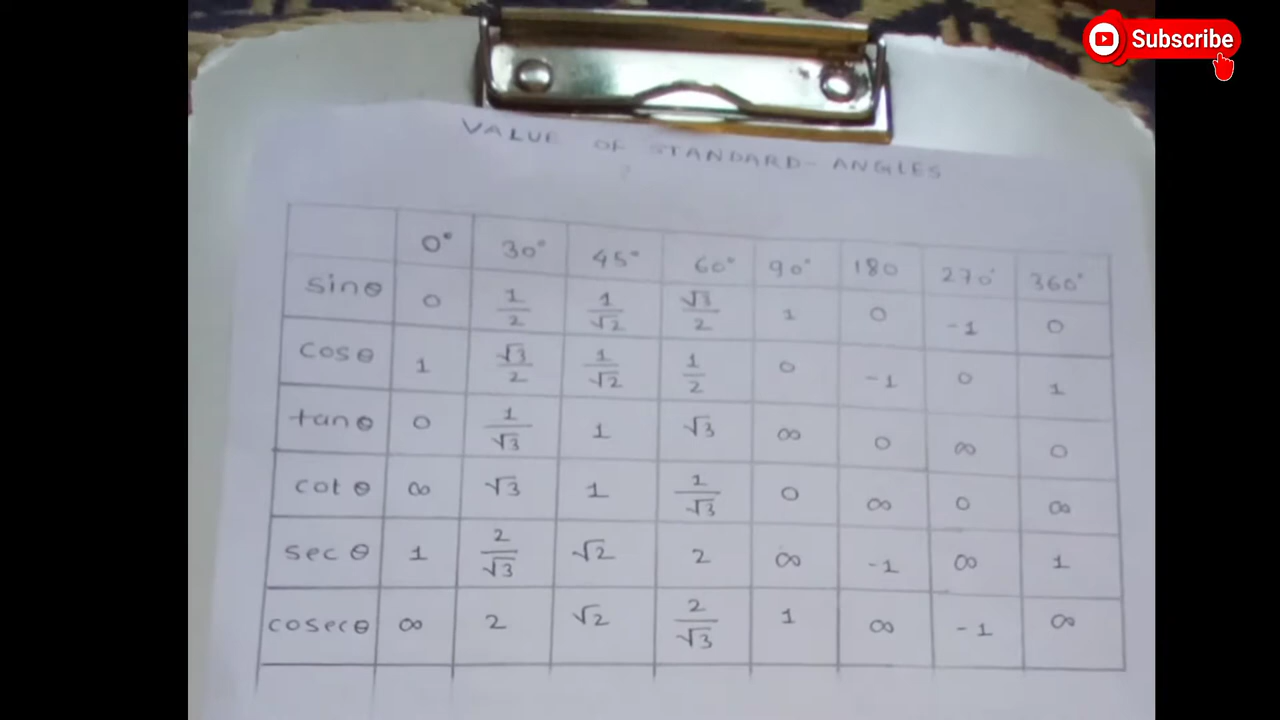 Subscribe
VALUE OF STANDARD-ANGLES
0° 30° 45° 60° 90° 180 270° 360°
sinθ 0 1/2 1/√2 √3/2 1 0 -1 0
cosθ 1 √3/2 1/√2 1/2 0 -1 0 1
tanθ 0 1/√3 1 √3 ∞ 0 ∞ 0
cotθ ∞ √3 1 1/√3 0 ∞ 0 ∞
secθ 1 2/√3 √2 2 ∞ -1 ∞ 1
cosecθ ∞ 2 √2 2/√3 1 ∞ -1 ∞